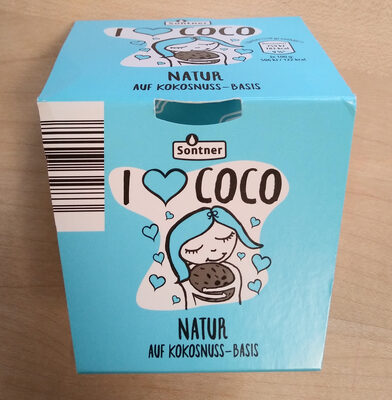 I COCO
NATUR
AUF KOKOSNUSS-BASIS
Sontner
I COCO
NATUR
AUF KOKOSNUSS-BASIS